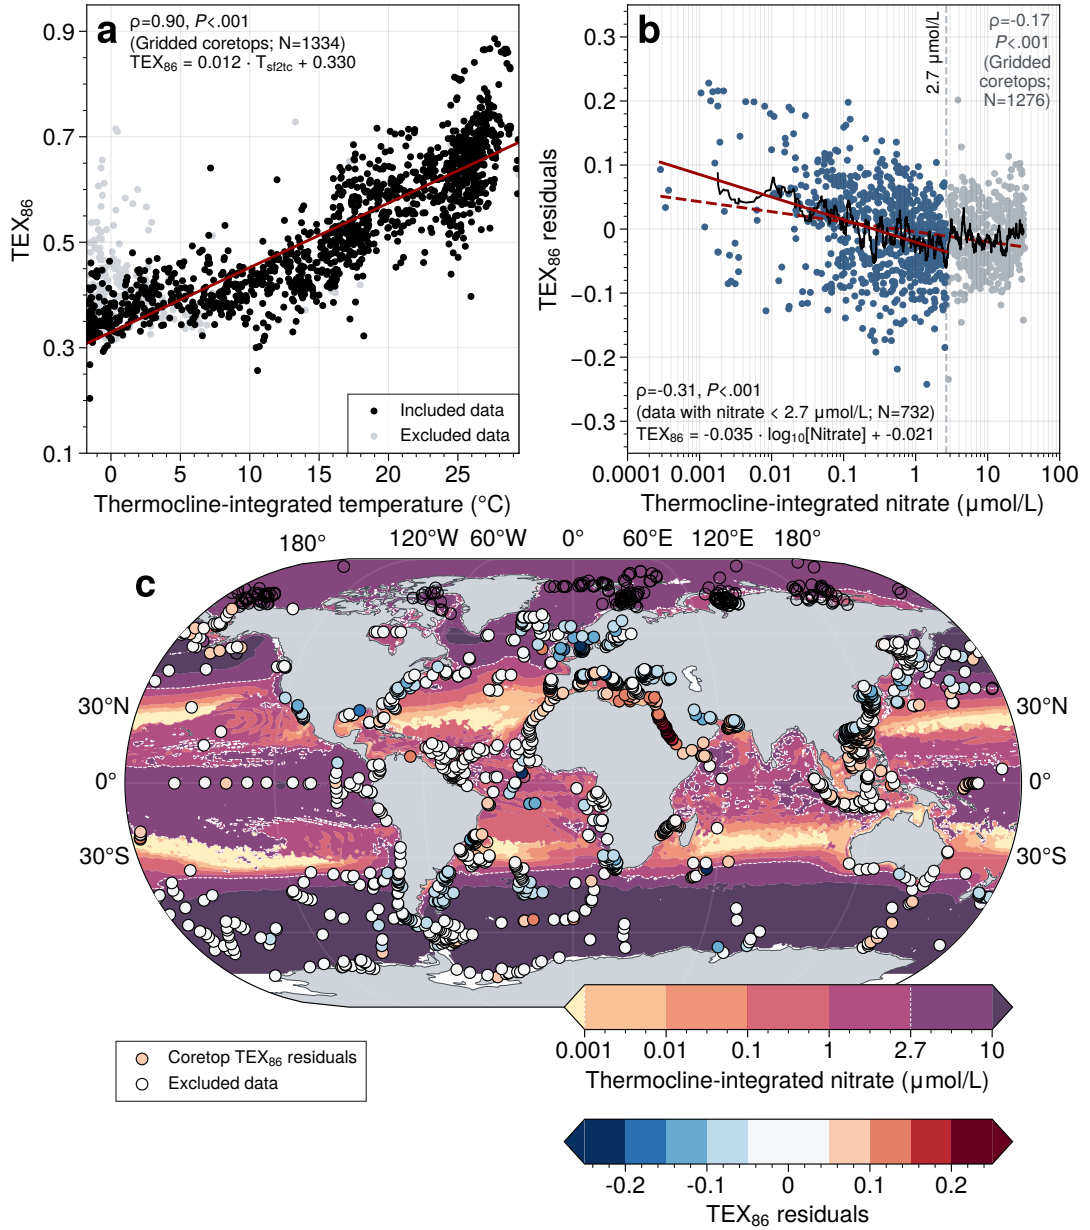 a
ρ=0.90, P<.001
(Gridded coretops; N=1334)
TEX₈₆ = 0.012 · T_sf2tc + 0.330
0.9
0.7
0.5
0.3
0.1
TEX₈₆
Included data
Excluded data
0 5 10 15 20 25
Thermocline-integrated temperature (°C)
b
2.7 μmol/L
ρ=-0.17
P<.001
(Gridded
coretops;
N=1276)
0.3
0.2
0.1
0
−0.1
−0.2
−0.3
TEX₈₆ residuals
ρ=-0.31, P<.001
(data with nitrate < 2.7 μmol/L; N=732)
TEX₈₆ = -0.035 · log₁₀[Nitrate] + -0.021
0.0001 0.001 0.01 0.1 1 10 100
Thermocline-integrated nitrate (μmol/L)
c
180° 120°W 60°W 0° 60°E 120°E 180°
30°N 30°N
0° 0°
30°S 30°S
0.001 0.01 0.1 1 2.7 10
Thermocline-integrated nitrate (μmol/L)
Coretop TEX₈₆ residuals
Excluded data
-0.2 -0.1 0 0.1 0.2
TEX₈₆ residuals